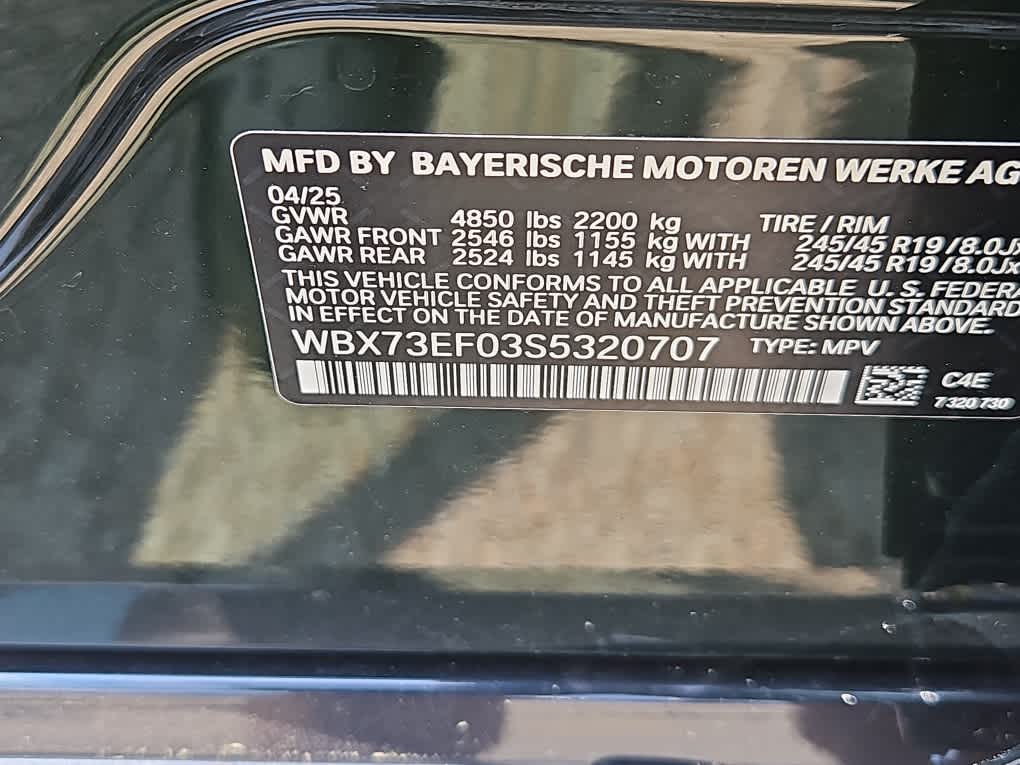 MFD BY BAYERISCHE MOTOREN WERKE AG
04/25
GVWR 4850 lbs 2200 kg TIRE / RIM
GAWR FRONT 2546 lbs 1155 kg WITH 245/45 R19 /8.0Jx
GAWR REAR 2524 lbs 1145 kg WITH 245/45 R19 /8.0Jx
THIS VEHICLE CONFORMS TO ALL APPLICABLE U. S. FEDERA
MOTOR VEHICLE SAFETY AND THEFT PREVENTION STANDARD
IN EFFECT ON THE DATE OF MANUFACTURE SHOWN ABOVE.
WBX73EF03S5320707 TYPE: MPV
C4E
7 320 730